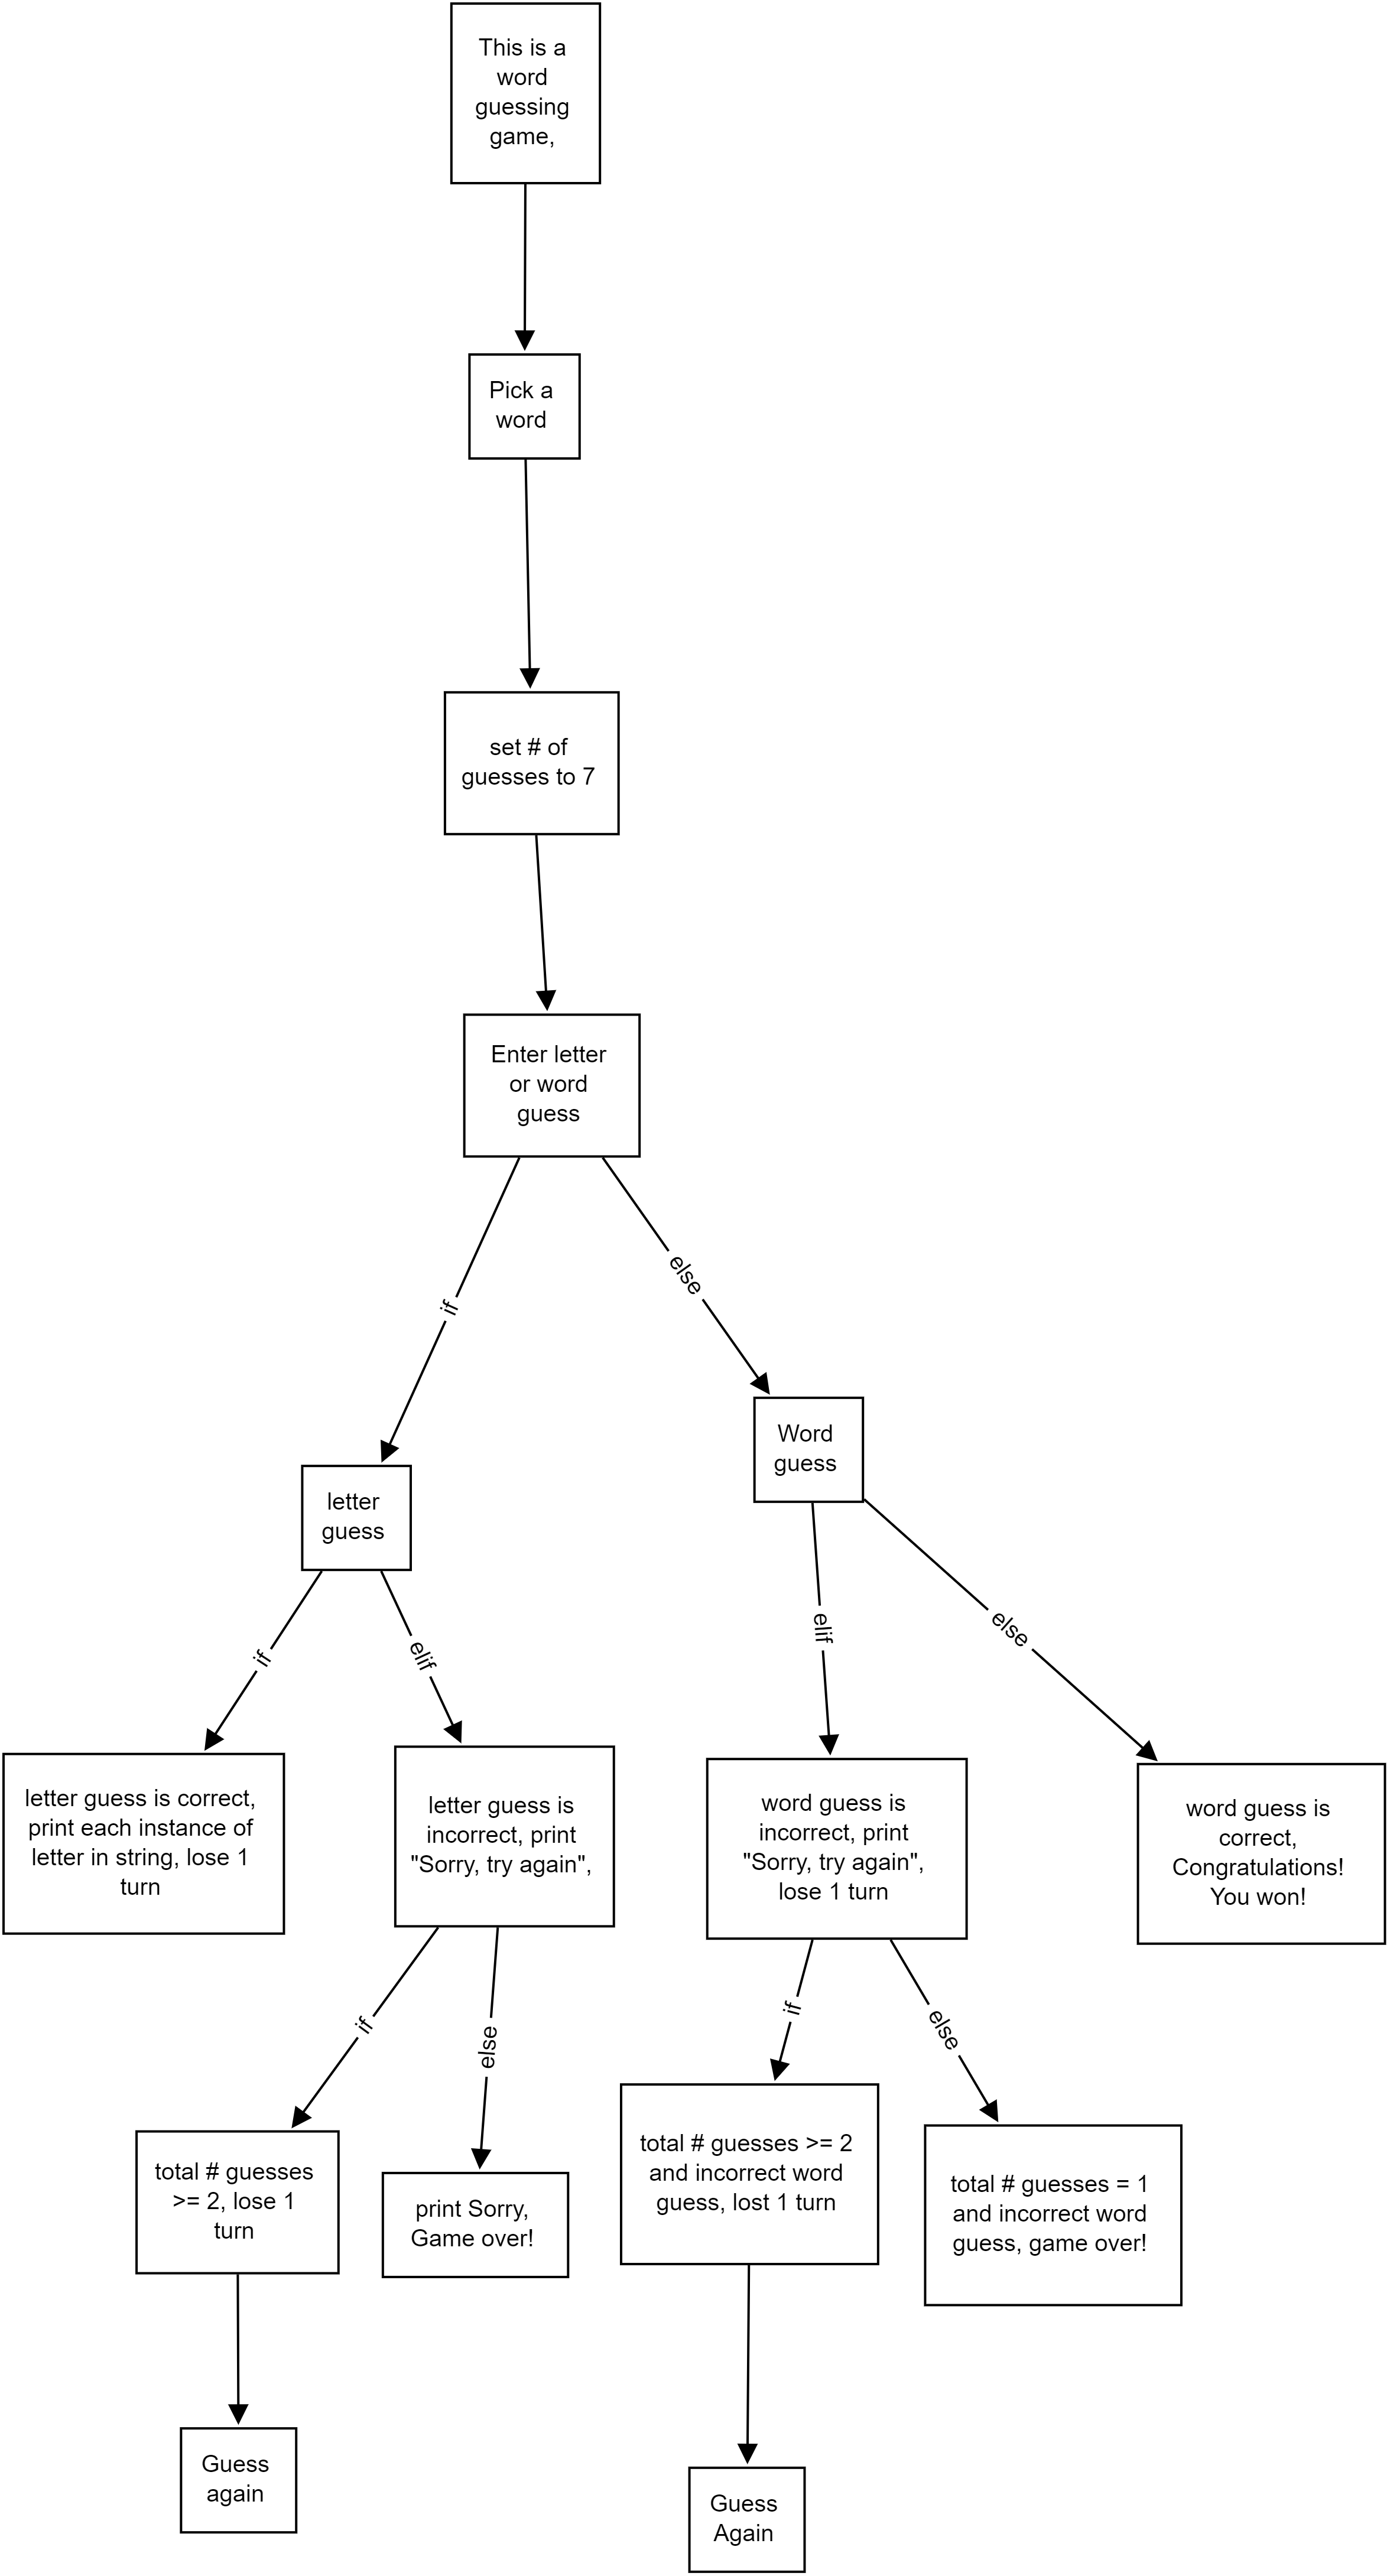 This is a
word
guessing
game,
Pick a
word
set # of
guesses to 7
Enter letter
or word
guess
if
else
letter
guess
Word
guess
if
elif
elif
else
letter guess is correct,
print each instance of
letter in string, lose 1
turn
letter guess is
incorrect, print
"Sorry, try again",
word guess is
incorrect, print
"Sorry, try again",
lose 1 turn
word guess is
correct,
Congratulations!
You won!
if
else
if
else
total # guesses
>= 2, lose 1
turn
print Sorry,
Game over!
total # guesses >= 2
and incorrect word
guess, lost 1 turn
total # guesses = 1
and incorrect word
guess, game over!
Guess
again
Guess
Again